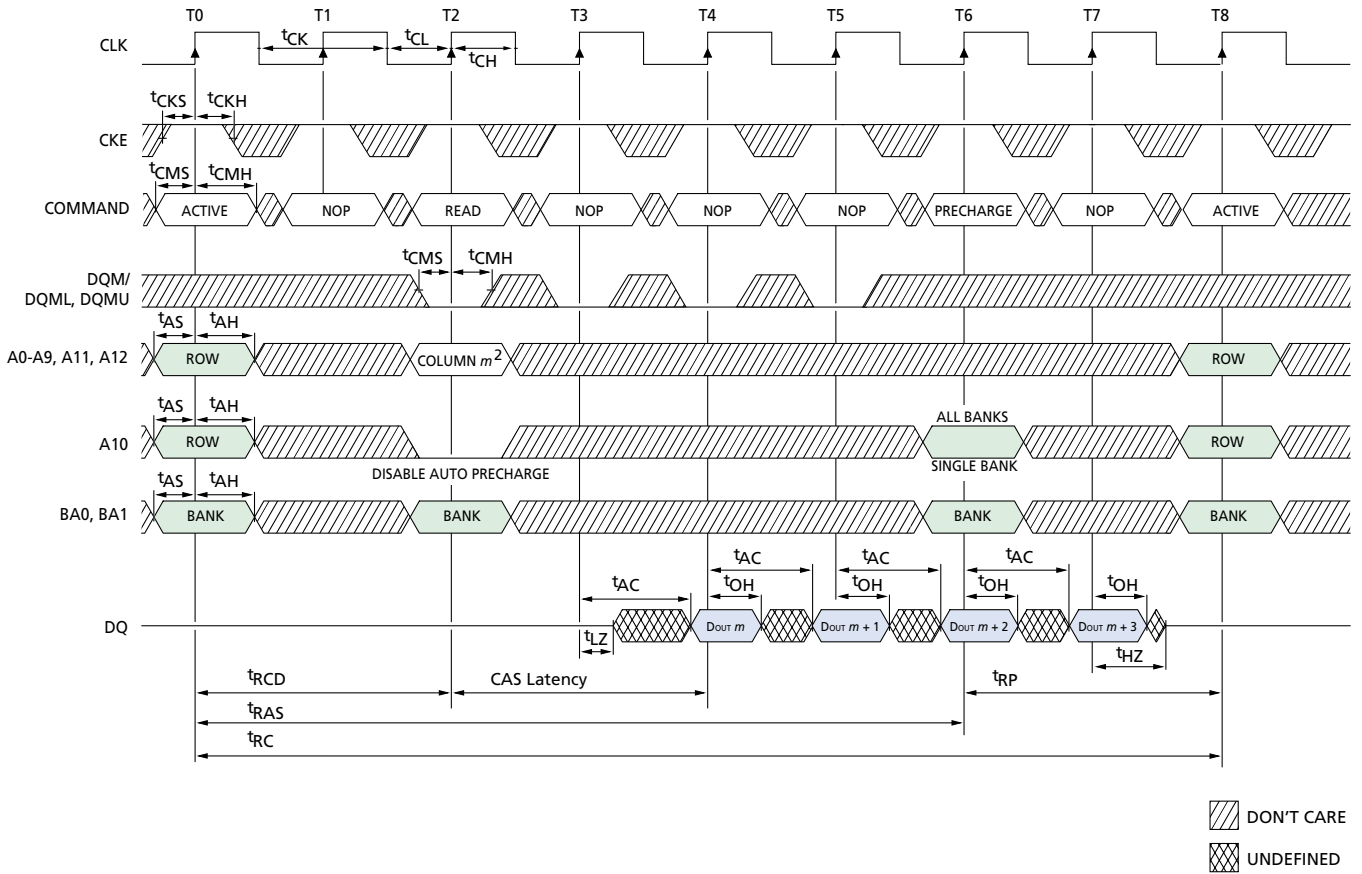 T0 T1 T2 T3 T4 T5 T6 T7 T8
CLK
tCK tCL
tCH
tCKS tCKH
CKE
tCMS tCMH
COMMAND ACTIVE NOP READ NOP NOP NOP PRECHARGE NOP ACTIVE
tCMS tCMH
DQM/
DQML, DQMU
tAS tAH
A0-A9, A11, A12 ROW COLUMN m2 ROW
tAS tAH
ALL BANKS
A10 ROW ROW
DISABLE AUTO PRECHARGE SINGLE BANK
tAS tAH
BA0, BA1 BANK BANK BANK BANK
tAC tAC tAC
tAC tOH tOH tOH tOH
DQ DOUT m DOUT m + 1 DOUT m + 2 DOUT m + 3
tLZ tHZ
tRCD CAS Latency tRP
tRAS
tRC
DON'T CARE
UNDEFINED